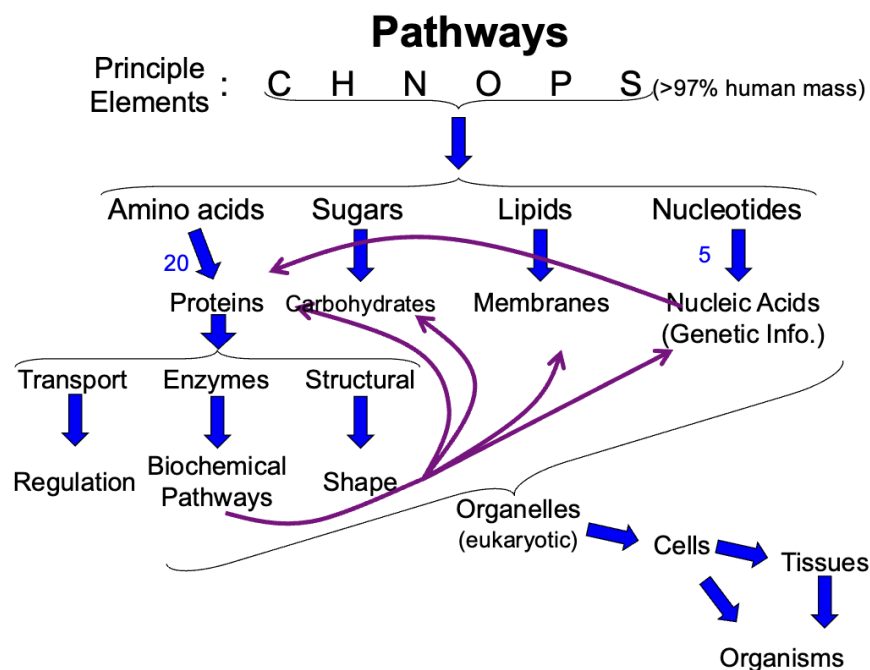 Pathways
Principle
Elements : C H N O P S (>97% human mass)
Amino acids Sugars Lipids Nucleotides
20 5
Proteins Carbohydrates Membranes Nucleic Acids
(Genetic Info.)
Transport Enzymes Structural
Regulation Biochemical Shape
Pathways
Organelles
(eukaryotic)
Cells
Tissues
Organisms